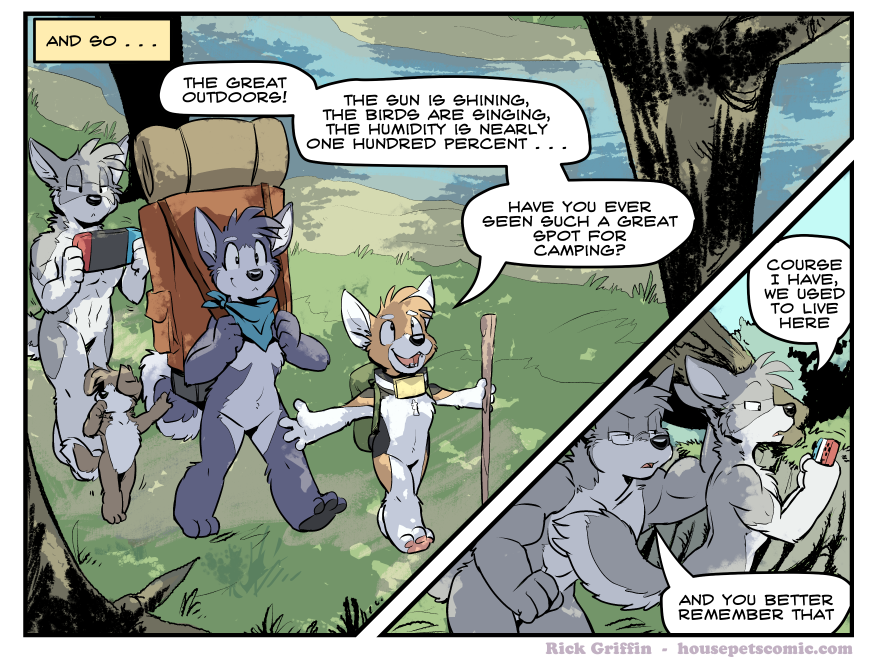 AND SO . . .
THE GREAT
OUTDOORS!
THE SUN IS SHINING,
THE BIRDS ARE SINGING,
THE HUMIDITY IS NEARLY
ONE HUNDRED PERCENT . . .
HAVE YOU EVER
SEEN SUCH A GREAT
SPOT FOR
CAMPING?
COURSE
I HAVE,
WE USED
TO LIVE
HERE
AND YOU BETTER
REMEMBER THAT
Rick Griffin - housepetscomic.com